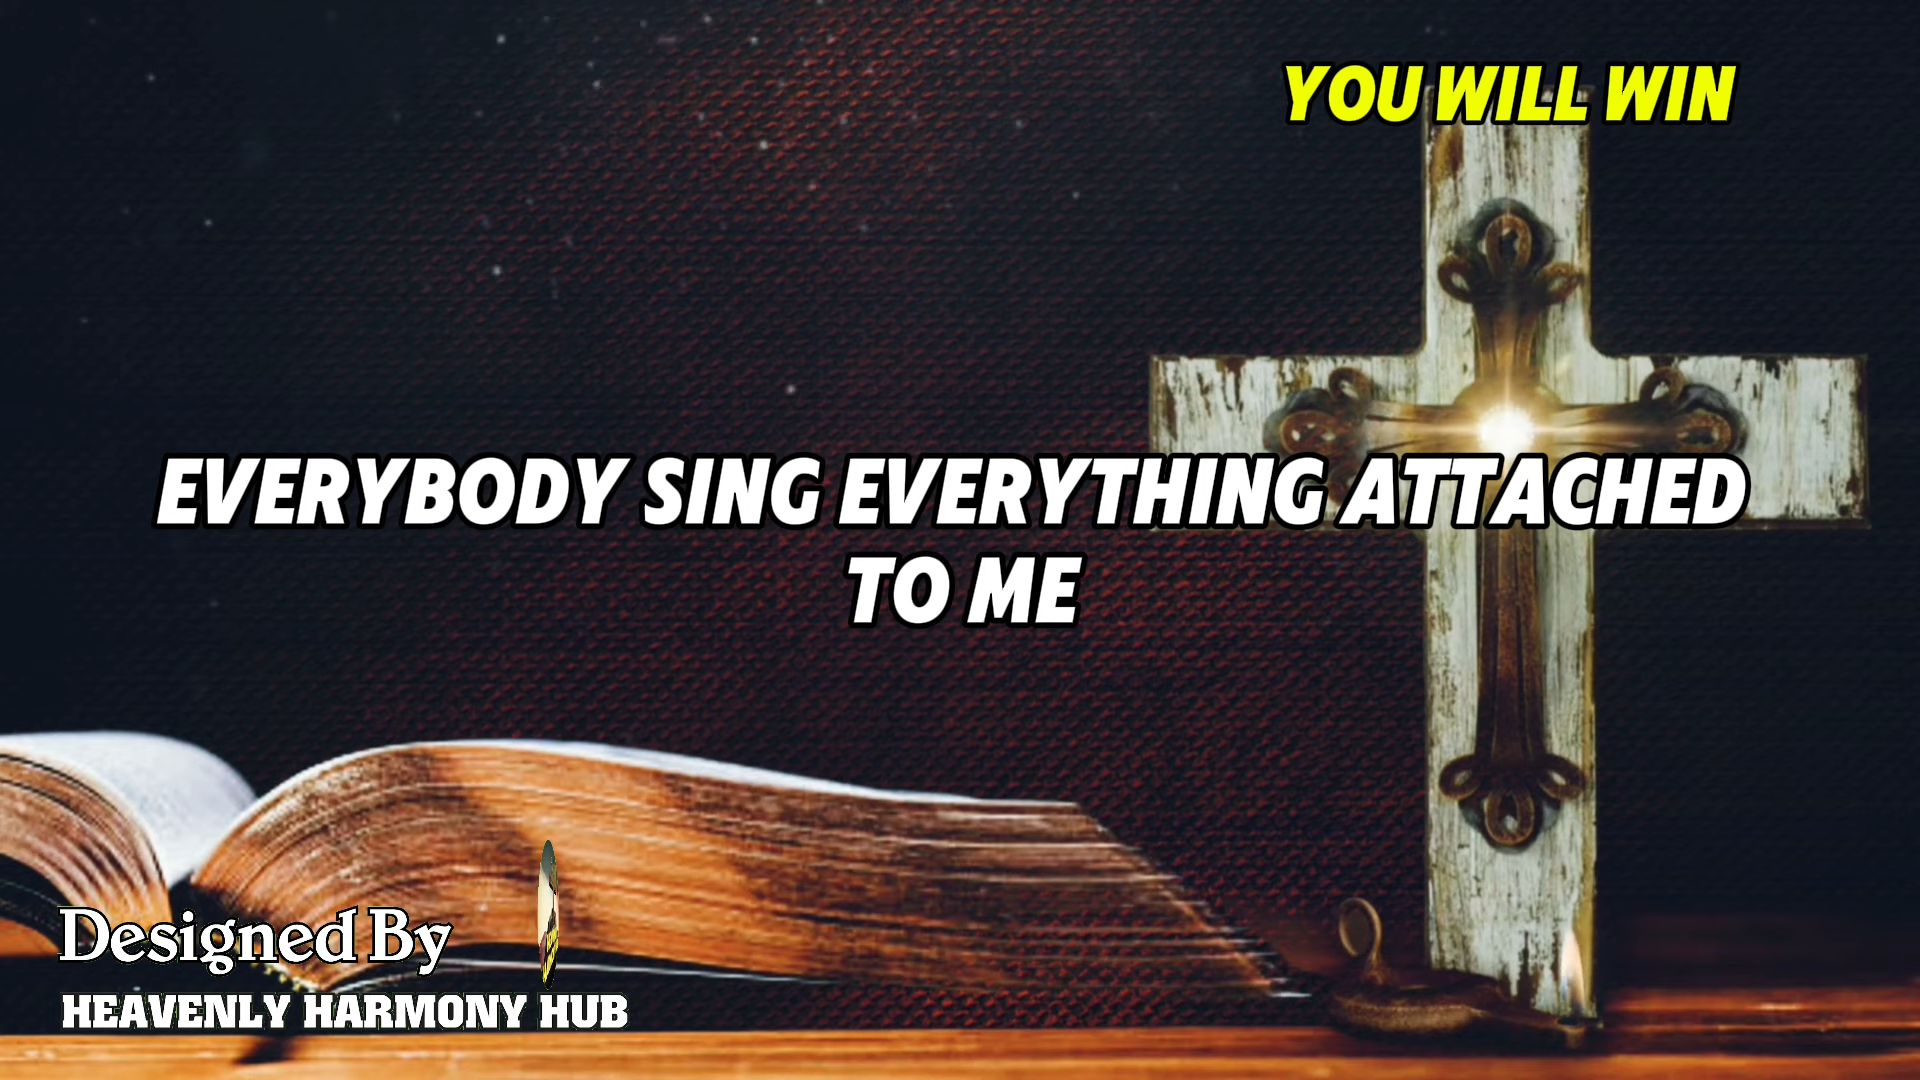 YOU WILL WIN
EVERYBODY SING EVERYTHING ATTACHED
TO ME
Designed By
HEAVENLY HARMONY HUB